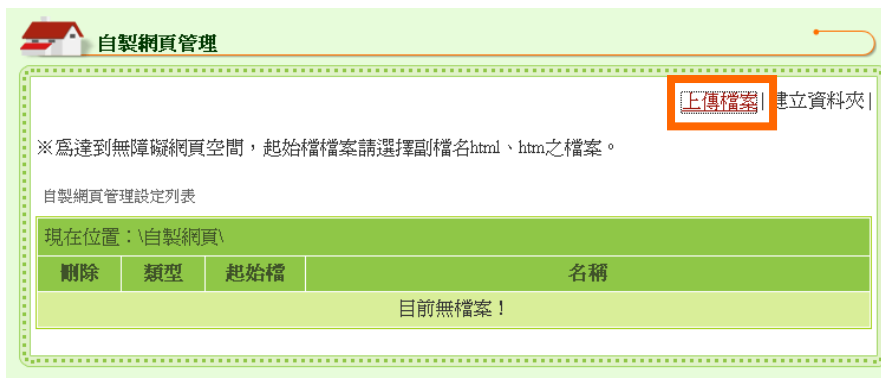 自製網頁管理
上傳檔案| 建立資料夾|
※為達到無障礙網頁空間，起始檔檔案請選擇副檔名html、htm之檔案。
自製網頁管理設定列表
現在位置：\自製網頁\
刪除 類型 起始檔 名稱
目前無檔案！